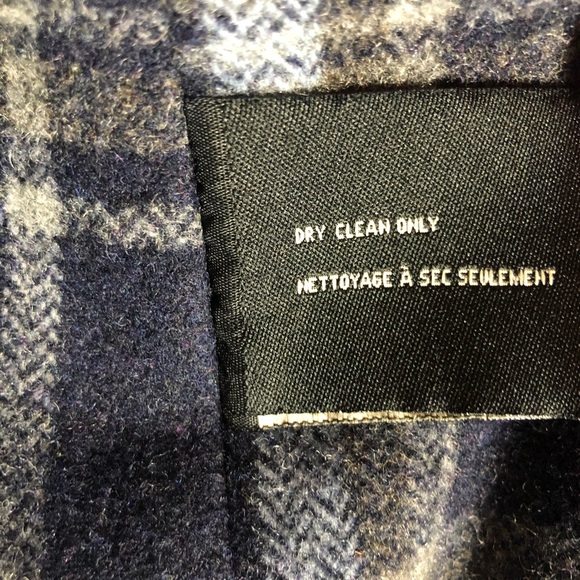 DRY CLEAN ONLY
NETTOYAGE À SEC SEULEMENT